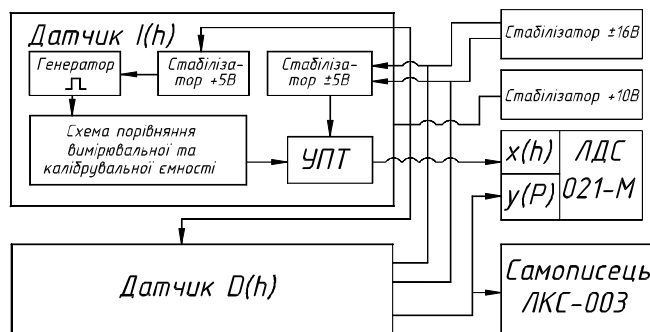 Датчик I(h)
Генератор
Стабіліза-
тор +5В
Стабіліза-
тор ±5В
Схема порівняння
вимірювальної та
калібрувальної ємності
УПТ
Стабілізатор ±16В
Стабілізатор +10В
x(h)
y(P)
ЛДС
021-М
Датчик D(h)
Самописець
ЛКС-003